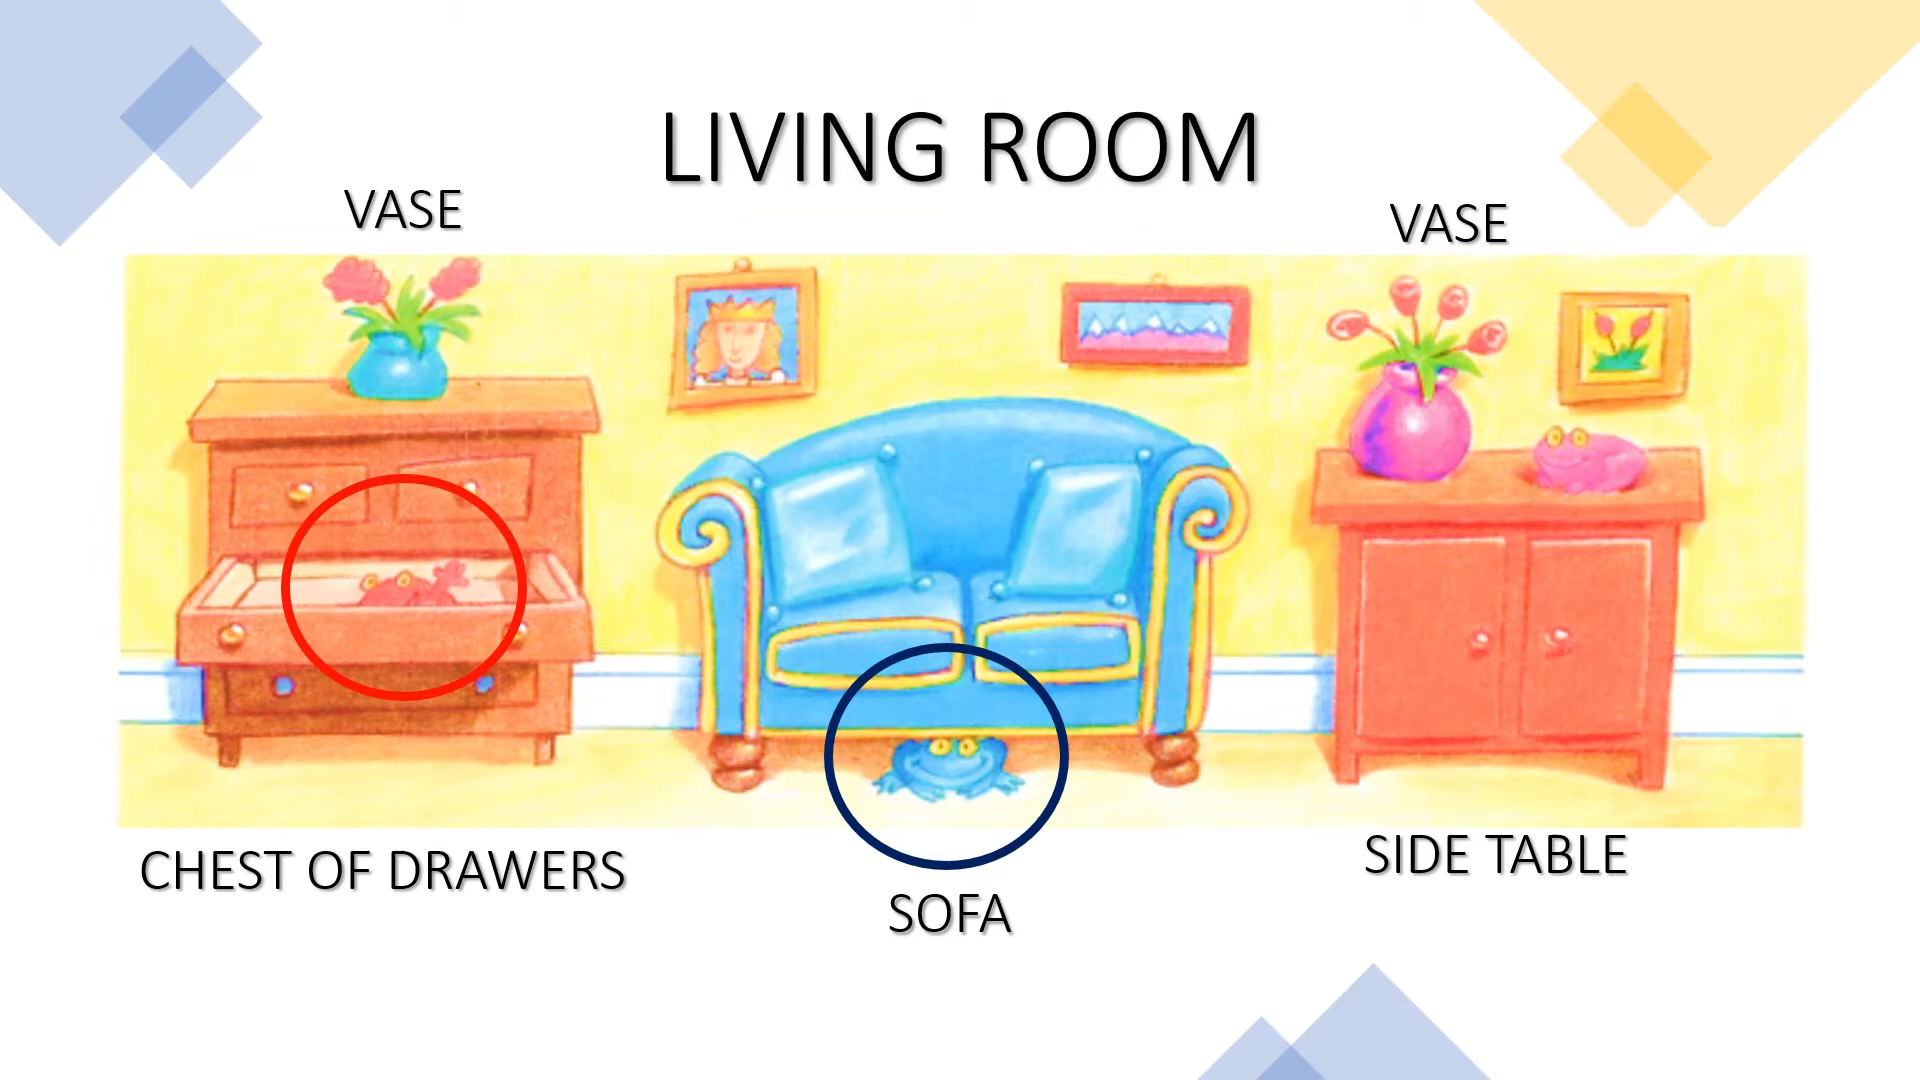 LIVING ROOM
VASE
VASE
CHEST OF DRAWERS
SIDE TABLE
SOFA